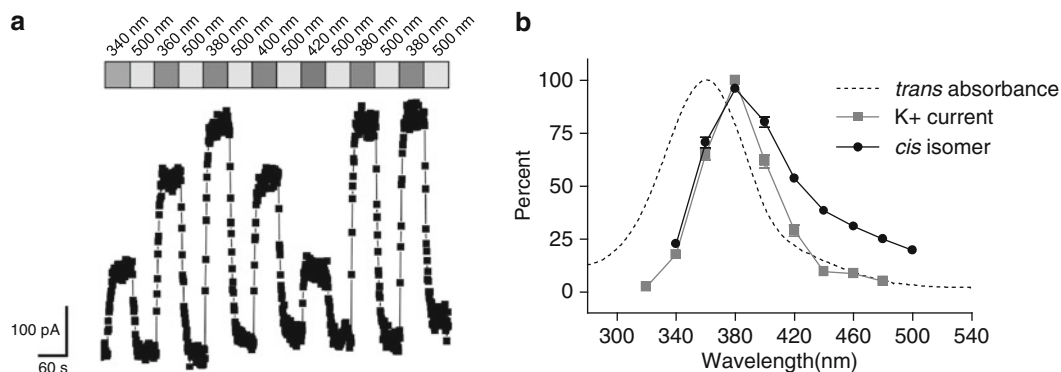 a
340 nm 500 nm 360 nm 500 nm 380 nm 500 nm 400 nm 500 nm 420 nm 500 nm 380 nm 500 nm 380 nm 500 nm
100 pA
60 s
b
100
75
50
25
0
Percent
trans absorbance
K+ current
cis isomer
300 340 380 420 460 500 540
Wavelength(nm)